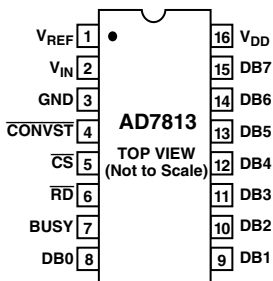 VREF 1 16 VDD
VIN 2 15 DB7
GND 3 14 DB6
CONVST 4 13 DB5
CS 5 12 DB4
RD 6 11 DB3
BUSY 7 10 DB2
DB0 8 9 DB1
AD7813
TOP VIEW
(Not to Scale)